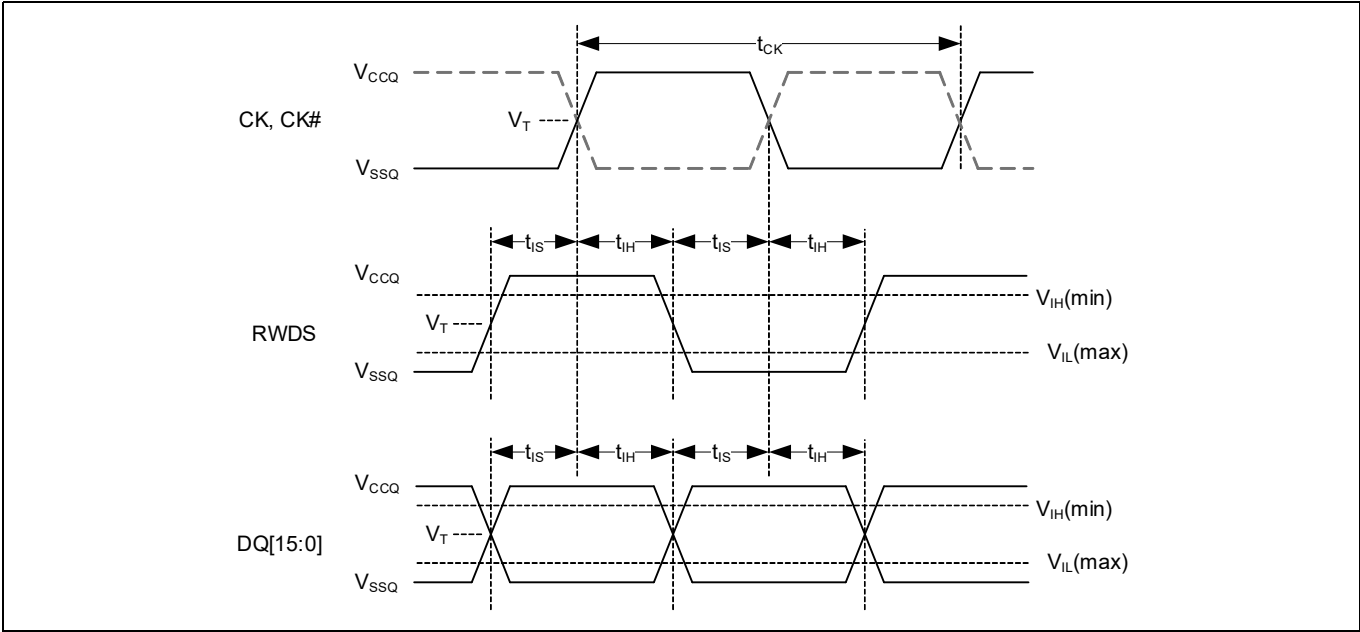 tCK
VCCQ
CK, CK#
VT
VSSQ
tIS tIH tIS tIH
VCCQ
VIH(min)
VT
RWDS
VIL(max)
VSSQ
tIS tIH tIS tIH
VCCQ
VIH(min)
VT
DQ[15:0]
VIL(max)
VSSQ